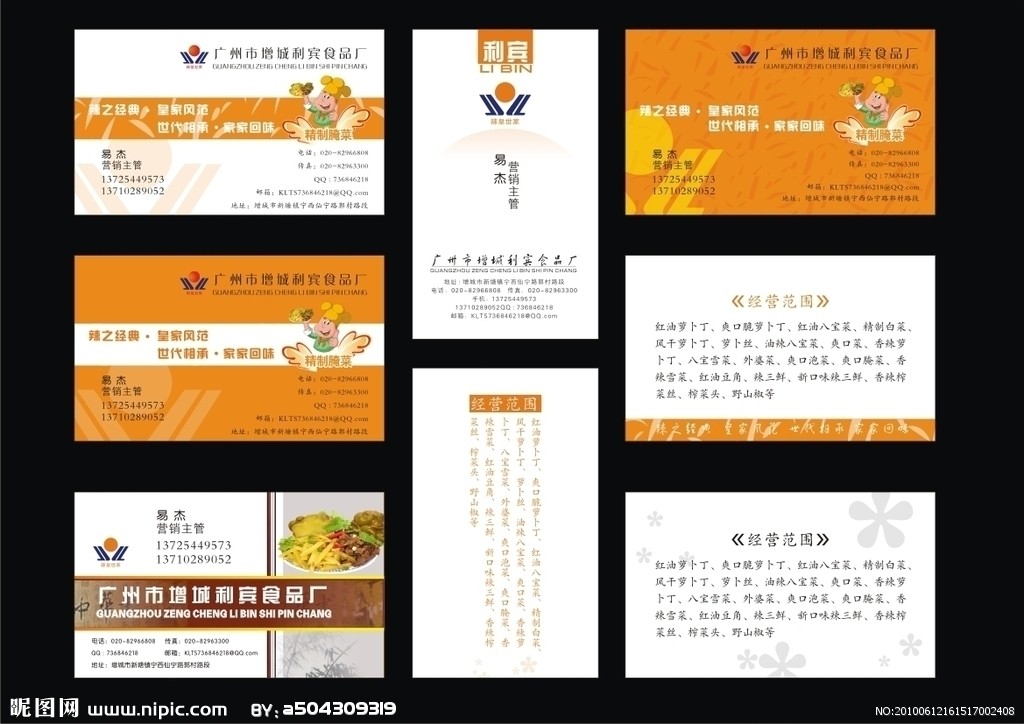 辣皇世家
广州市增城利宾食品厂
GUANGZHOU ZENG CHENG LI BIN SHI PIN CHANG
辣之经典·皇家风范
世代相承·家家回味
精制腌菜
易 杰
营销主管
13725449573
13710289052
电话：020-82966808
传真：020-82963300
QQ：736846218
邮箱：KLTS736846218@QQ.com
地址：增城市新塘镇宁西仙宁路郭村路段
利宾
LI BIN
辣皇世家
易杰
营销主管
广州市增城利宾食品厂
GUANGZHOU ZENG CHENG LI BIN SHI PIN CHANG
地址：增城市新塘镇宁西仙宁路郭村路段
电话：020-82966808 传真：020-82963300
手机：13725449573
13710289052QQ:736846218
邮箱：KLTS736846218@QQ.com
辣皇世家
广州市增城利宾食品厂
GUANGZHOU ZENG CHENG LI BIN SHI PIN CHANG
辣之经典·皇家风范
世代相承·家家回味
精制腌菜
易 杰
营销主管
13725449573
13710289052
电话：020-82966808
传真：020-82963300
QQ：736846218
邮箱：KLTS736846218@QQ.com
地址：增城市新塘镇宁西仙宁路郭村路段
辣皇世家
广州市增城利宾食品厂
GUANGZHOU ZENG CHENG LI BIN SHI PIN CHANG
辣之经典·皇家风范
世代相承·家家回味
精制腌菜
易 杰
营销主管
13725449573
13710289052
电话：020-82966808
传真：020-82963300
QQ：736846218
邮箱：KLTS736846218@QQ.com
地址：增城市新塘镇宁西仙宁路郭村路段
《经营范围》
红油萝卜丁、爽口脆萝卜丁、红油八宝菜、精制白菜、
风干萝卜丁、萝卜丝、油辣八宝菜、爽口菜、香辣萝
卜丁、八宝雪菜、外婆菜、爽口泡菜、爽口腌菜、香
辣雪菜、红油豆角、辣三鲜、新口味辣三鲜、香辣榨
菜丝、榨菜头、野山椒等
辣之经典 皇家风范 世代相承 家家回味
经营范围
红油萝卜丁、爽口脆萝卜丁、红油八宝菜、精制白菜、
风干萝卜丁、萝卜丝、油辣八宝菜、爽口菜、香辣萝
卜丁、八宝雪菜、外婆菜、爽口泡菜、爽口腌菜、香
辣雪菜、红油豆角、辣三鲜、新口味辣三鲜、香辣榨
菜丝、榨菜头、野山椒等
易 杰
营销主管
13725449573
13710289052
辣皇世家
广州市增城利宾食品厂
GUANGZHOU ZENG CHENG LI BIN SHI PIN CHANG
电话：020-82966808 传真：020-82963300
QQ：736846218 邮箱：KLTS736846218@QQ.com
地址：增城市新塘镇宁西仙宁路郭村路段
《经营范围》
红油萝卜丁、爽口脆萝卜丁、红油八宝菜、精制白菜、
风干萝卜丁、萝卜丝、油辣八宝菜、爽口菜、香辣萝
卜丁、八宝雪菜、外婆菜、爽口泡菜、爽口腌菜、香
辣雪菜、红油豆角、辣三鲜、新口味辣三鲜、香辣榨
菜丝、榨菜头、野山椒等
昵图网 www.nipic.com BY: a504309319
NO:20100612161517002408